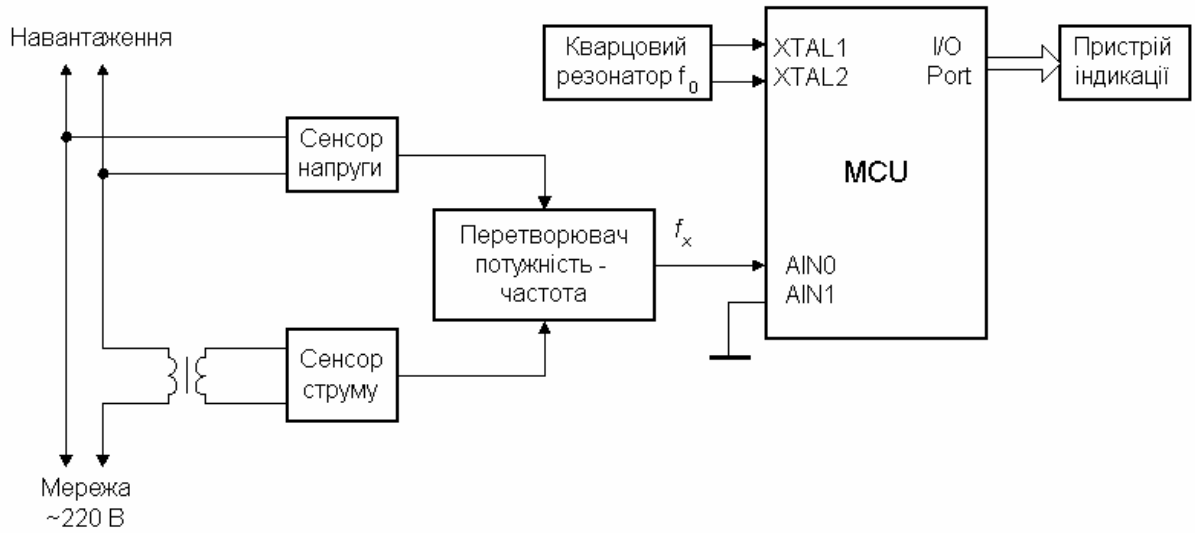 Навантаження
Сенсор
напруги
Сенсор
струму
Мережа
~220 В
Перетворювач
потужність -
частота
fx
Кварцовий
резонатор f0
XTAL1
XTAL2
I/O
Port
MCU
AIN0
AIN1
Пристрій
індикації